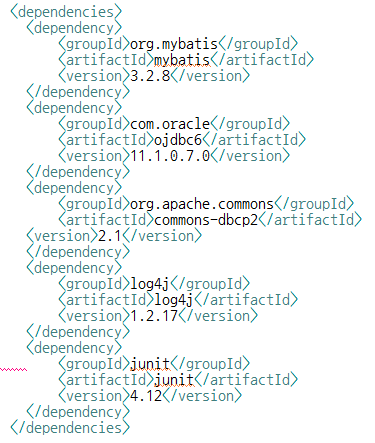 <dependencies>
<dependency>
<groupId>org.mybatis</groupId>
<artifactId>mybatis</artifactId>
<version>3.2.8</version>
</dependency>
<dependency>
<groupId>com.oracle</groupId>
<artifactId>ojdbc6</artifactId>
<version>11.1.0.7.0</version>
</dependency>
<dependency>
<groupId>org.apache.commons</groupId>
<artifactId>commons-dbcp2</artifactId>
<version>2.1</version>
</dependency>
<dependency>
<groupId>log4j</groupId>
<artifactId>log4j</artifactId>
<version>1.2.17</version>
</dependency>
<dependency>
<groupId>junit</groupId>
<artifactId>junit</artifactId>
<version>4.12</version>
</dependency>
</dependencies>